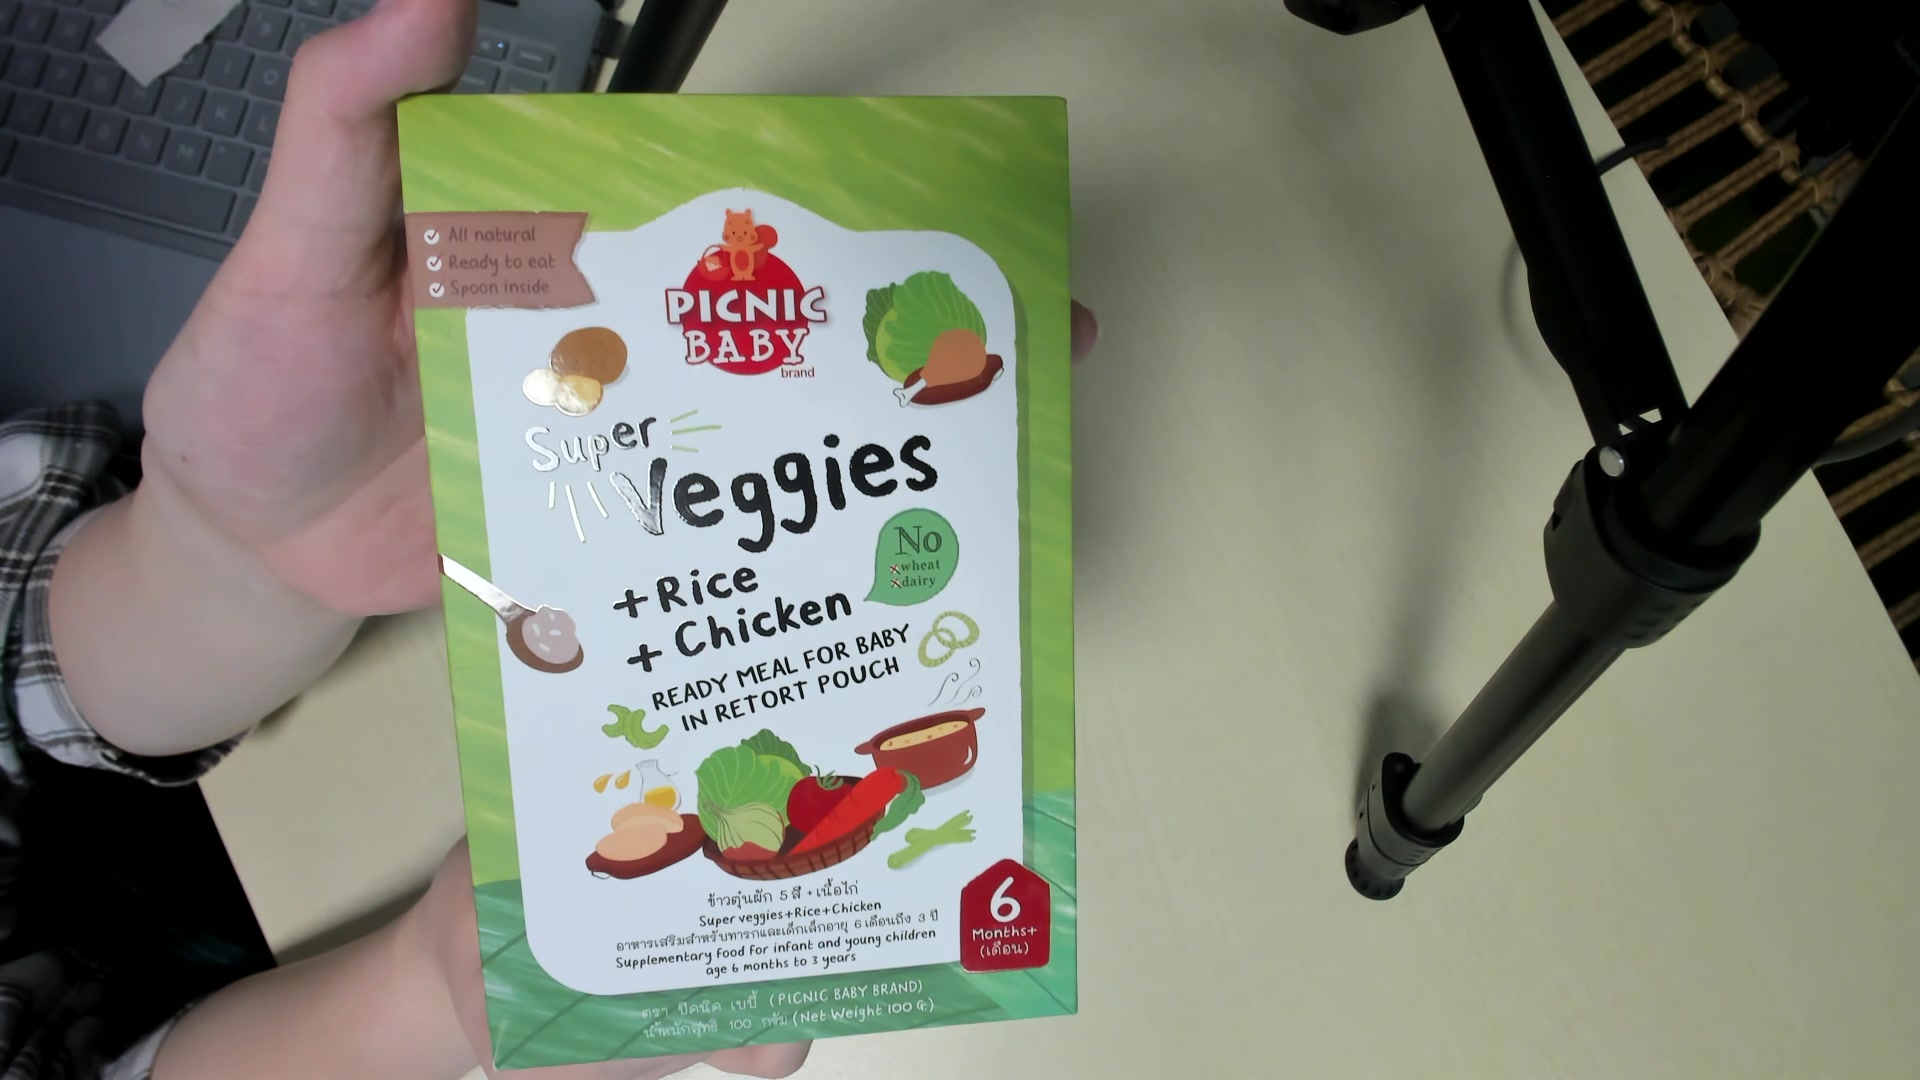 All natural
Ready to eat
Spoon inside
PICNIC
BABY
brand
Super
Veggies
No
xwheat
xdairy
+Rice
+ Chicken
READY MEAL FOR BABY
IN RETORT POUCH
ข้าวตุ๋นผัก 5 สี + เนื้อไก่
Super veggies+Rice+Chicken
อาหารเสริมสำหรับทารกและเด็กเล็กอายุ 6 เดือนถึง 3 ปี
Supplementary food for infant and young children
age 6 months to 3 years
6
Months+
(เดือน)
ตรา ปิคนิค เบบี้ (PICNIC BABY BRAND)
น้ำหนักสุทธิ 100 กรัม (Net Weight 100 G.)